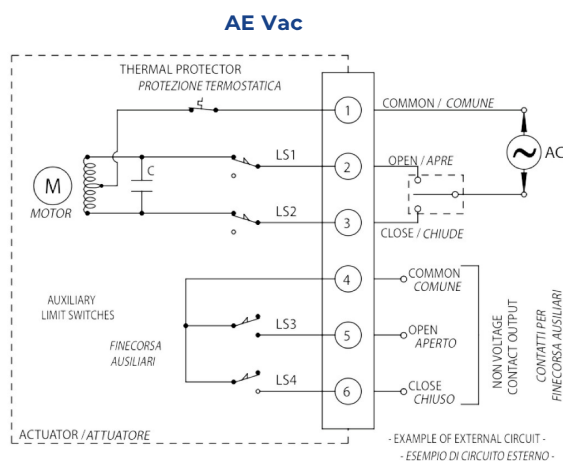 AE Vac
THERMAL PROTECTOR
PROTEZIONE TERMOSTATICA
1
COMMON / COMUNE
AC
LS1
2
OPEN / APRE
C
M
MOTOR
LS2
3
CLOSE / CHIUDE
4
COMMON
COMUNE
AUXILIARY
LIMIT SWITCHES
FINECORSA
AUSILIARI
LS3
5
OPEN
APERTO
LS4
6
CLOSE
CHIUSO
NON VOLTAGE
CONTACT OUTPUT
CONTATTI PER
FINECORSA AUSILIARI
ACTUATOR / ATTUATORE
- EXAMPLE OF EXTERNAL CIRCUIT -
- ESEMPIO DI CIRCUITO ESTERNO -